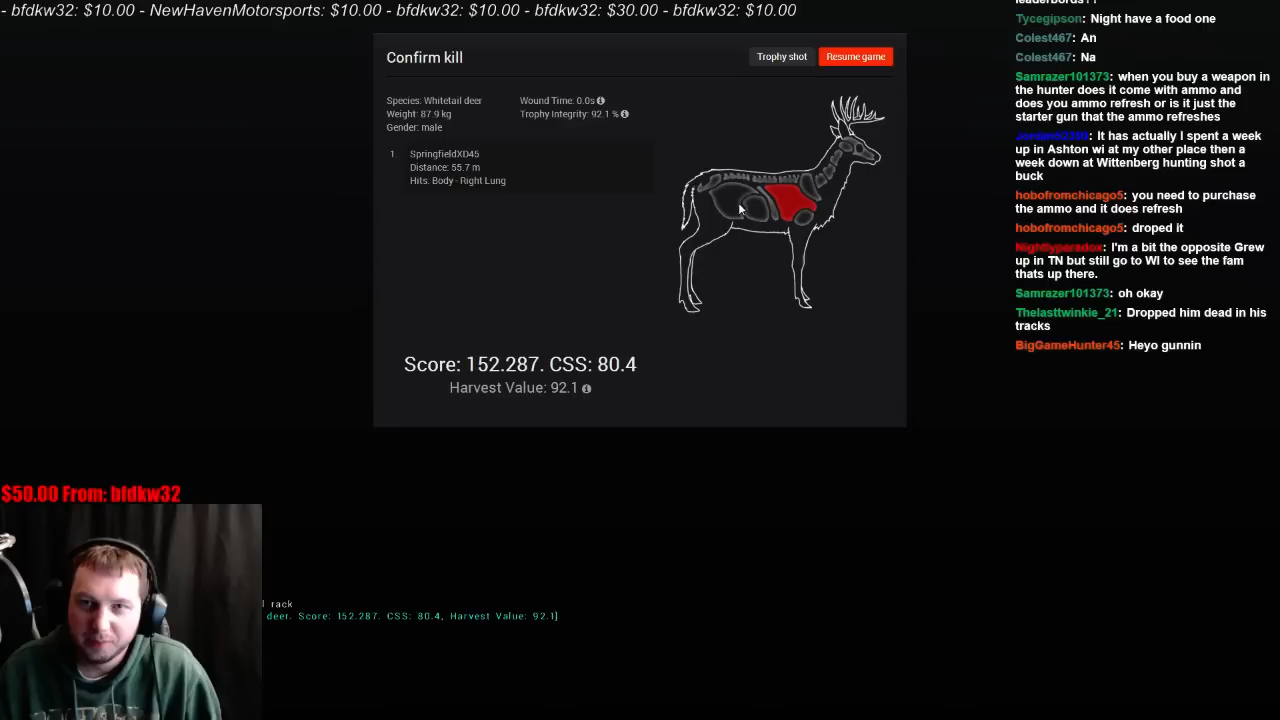 - bfdkw32: $10.00 - NewHavenMotorsports: $10.00 - bfdkw32: $10.00 - bfdkw32: $30.00 - bfdkw32: $10.00
Confirm kill
Trophy shot
Resume game
Species: Whitetail deer
Weight: 87.9 kg
Gender: male
Wound Time: 0.0s
Trophy Integrity: 92.1 %
1. SpringfieldXD45
Distance: 55.7 m
Hits: Body - Right Lung
Score: 152.287. CSS: 80.4
Harvest Value: 92.1
$50.00 From: bfdkw32
rack
deer. Score: 152.287. CSS: 80.4, Harvest Value: 92.1]
Tycegipson: Night have a food one
Colest467: An
Colest467: Na
Samrazer101373: when you buy a weapon in
the hunter does it come with ammo and
does you ammo refresh or is it just the
starter gun that the ammo refreshes
It has actually I spent a week
up in Ashton wi at my other place then a
week down at Wittenberg hunting shot a
buck
hobofromchicago5: you need to purchase
the ammo and it does refresh
hobofromchicago5: droped it
Nightlyparadox: I'm a bit the opposite Grew
up in TN but still go to WI to see the fam
thats up there.
Samrazer101373: oh okay
Thelasttwinkie_21: Dropped him dead in his
tracks
BigGameHunter45: Heyo gunnin